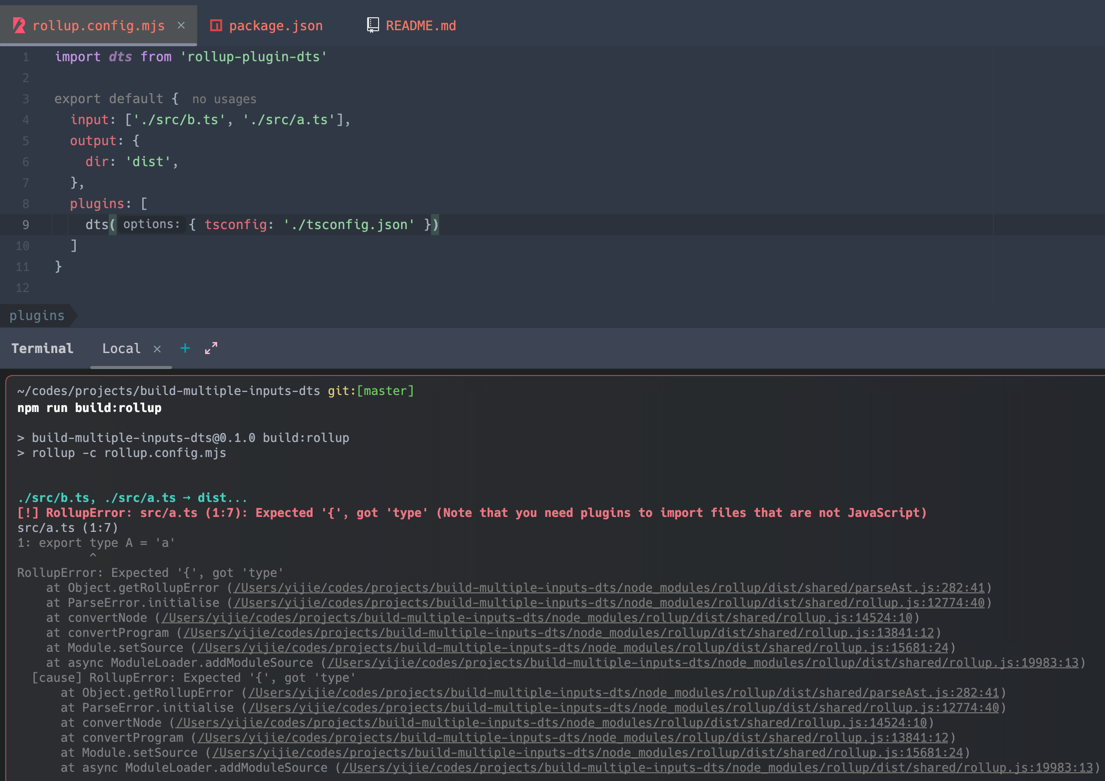 rollup.config.mjs × package.json README.md
1 import dts from 'rollup-plugin-dts'
2
3 export default { no usages
4 input: ['./src/b.ts', './src/a.ts'],
5 output: {
6 dir: 'dist',
7 },
8 plugins: [
9 dts( options: { tsconfig: './tsconfig.json' })
10 ]
11 }
12
plugins
Terminal Local × +
~/codes/projects/build-multiple-inputs-dts git:[master]
npm run build:rollup
> build-multiple-inputs-dts@0.1.0 build:rollup
> rollup -c rollup.config.mjs
./src/b.ts, ./src/a.ts → dist...
[!] RollupError: src/a.ts (1:7): Expected '{', got 'type' (Note that you need plugins to import files that are not JavaScript)
src/a.ts (1:7)
1: export type A = 'a'
^
RollupError: Expected '{', got 'type'
at Object.getRollupError (/Users/yijie/codes/projects/build-multiple-inputs-dts/node_modules/rollup/dist/shared/parseAst.js:282:41)
at ParseError.initialise (/Users/yijie/codes/projects/build-multiple-inputs-dts/node_modules/rollup/dist/shared/rollup.js:12774:40)
at convertNode (/Users/yijie/codes/projects/build-multiple-inputs-dts/node_modules/rollup/dist/shared/rollup.js:14524:10)
at convertProgram (/Users/yijie/codes/projects/build-multiple-inputs-dts/node_modules/rollup/dist/shared/rollup.js:13841:12)
at Module.setSource (/Users/yijie/codes/projects/build-multiple-inputs-dts/node_modules/rollup/dist/shared/rollup.js:15681:24)
at async ModuleLoader.addModuleSource (/Users/yijie/codes/projects/build-multiple-inputs-dts/node_modules/rollup/dist/shared/rollup.js:19983:13)
[cause] RollupError: Expected '{', got 'type'
at Object.getRollupError (/Users/yijie/codes/projects/build-multiple-inputs-dts/node_modules/rollup/dist/shared/parseAst.js:282:41)
at ParseError.initialise (/Users/yijie/codes/projects/build-multiple-inputs-dts/node_modules/rollup/dist/shared/rollup.js:12774:40)
at convertNode (/Users/yijie/codes/projects/build-multiple-inputs-dts/node_modules/rollup/dist/shared/rollup.js:14524:10)
at convertProgram (/Users/yijie/codes/projects/build-multiple-inputs-dts/node_modules/rollup/dist/shared/rollup.js:13841:12)
at Module.setSource (/Users/yijie/codes/projects/build-multiple-inputs-dts/node_modules/rollup/dist/shared/rollup.js:15681:24)
at async ModuleLoader.addModuleSource (/Users/yijie/codes/projects/build-multiple-inputs-dts/node_modules/rollup/dist/shared/rollup.js:19983:13)